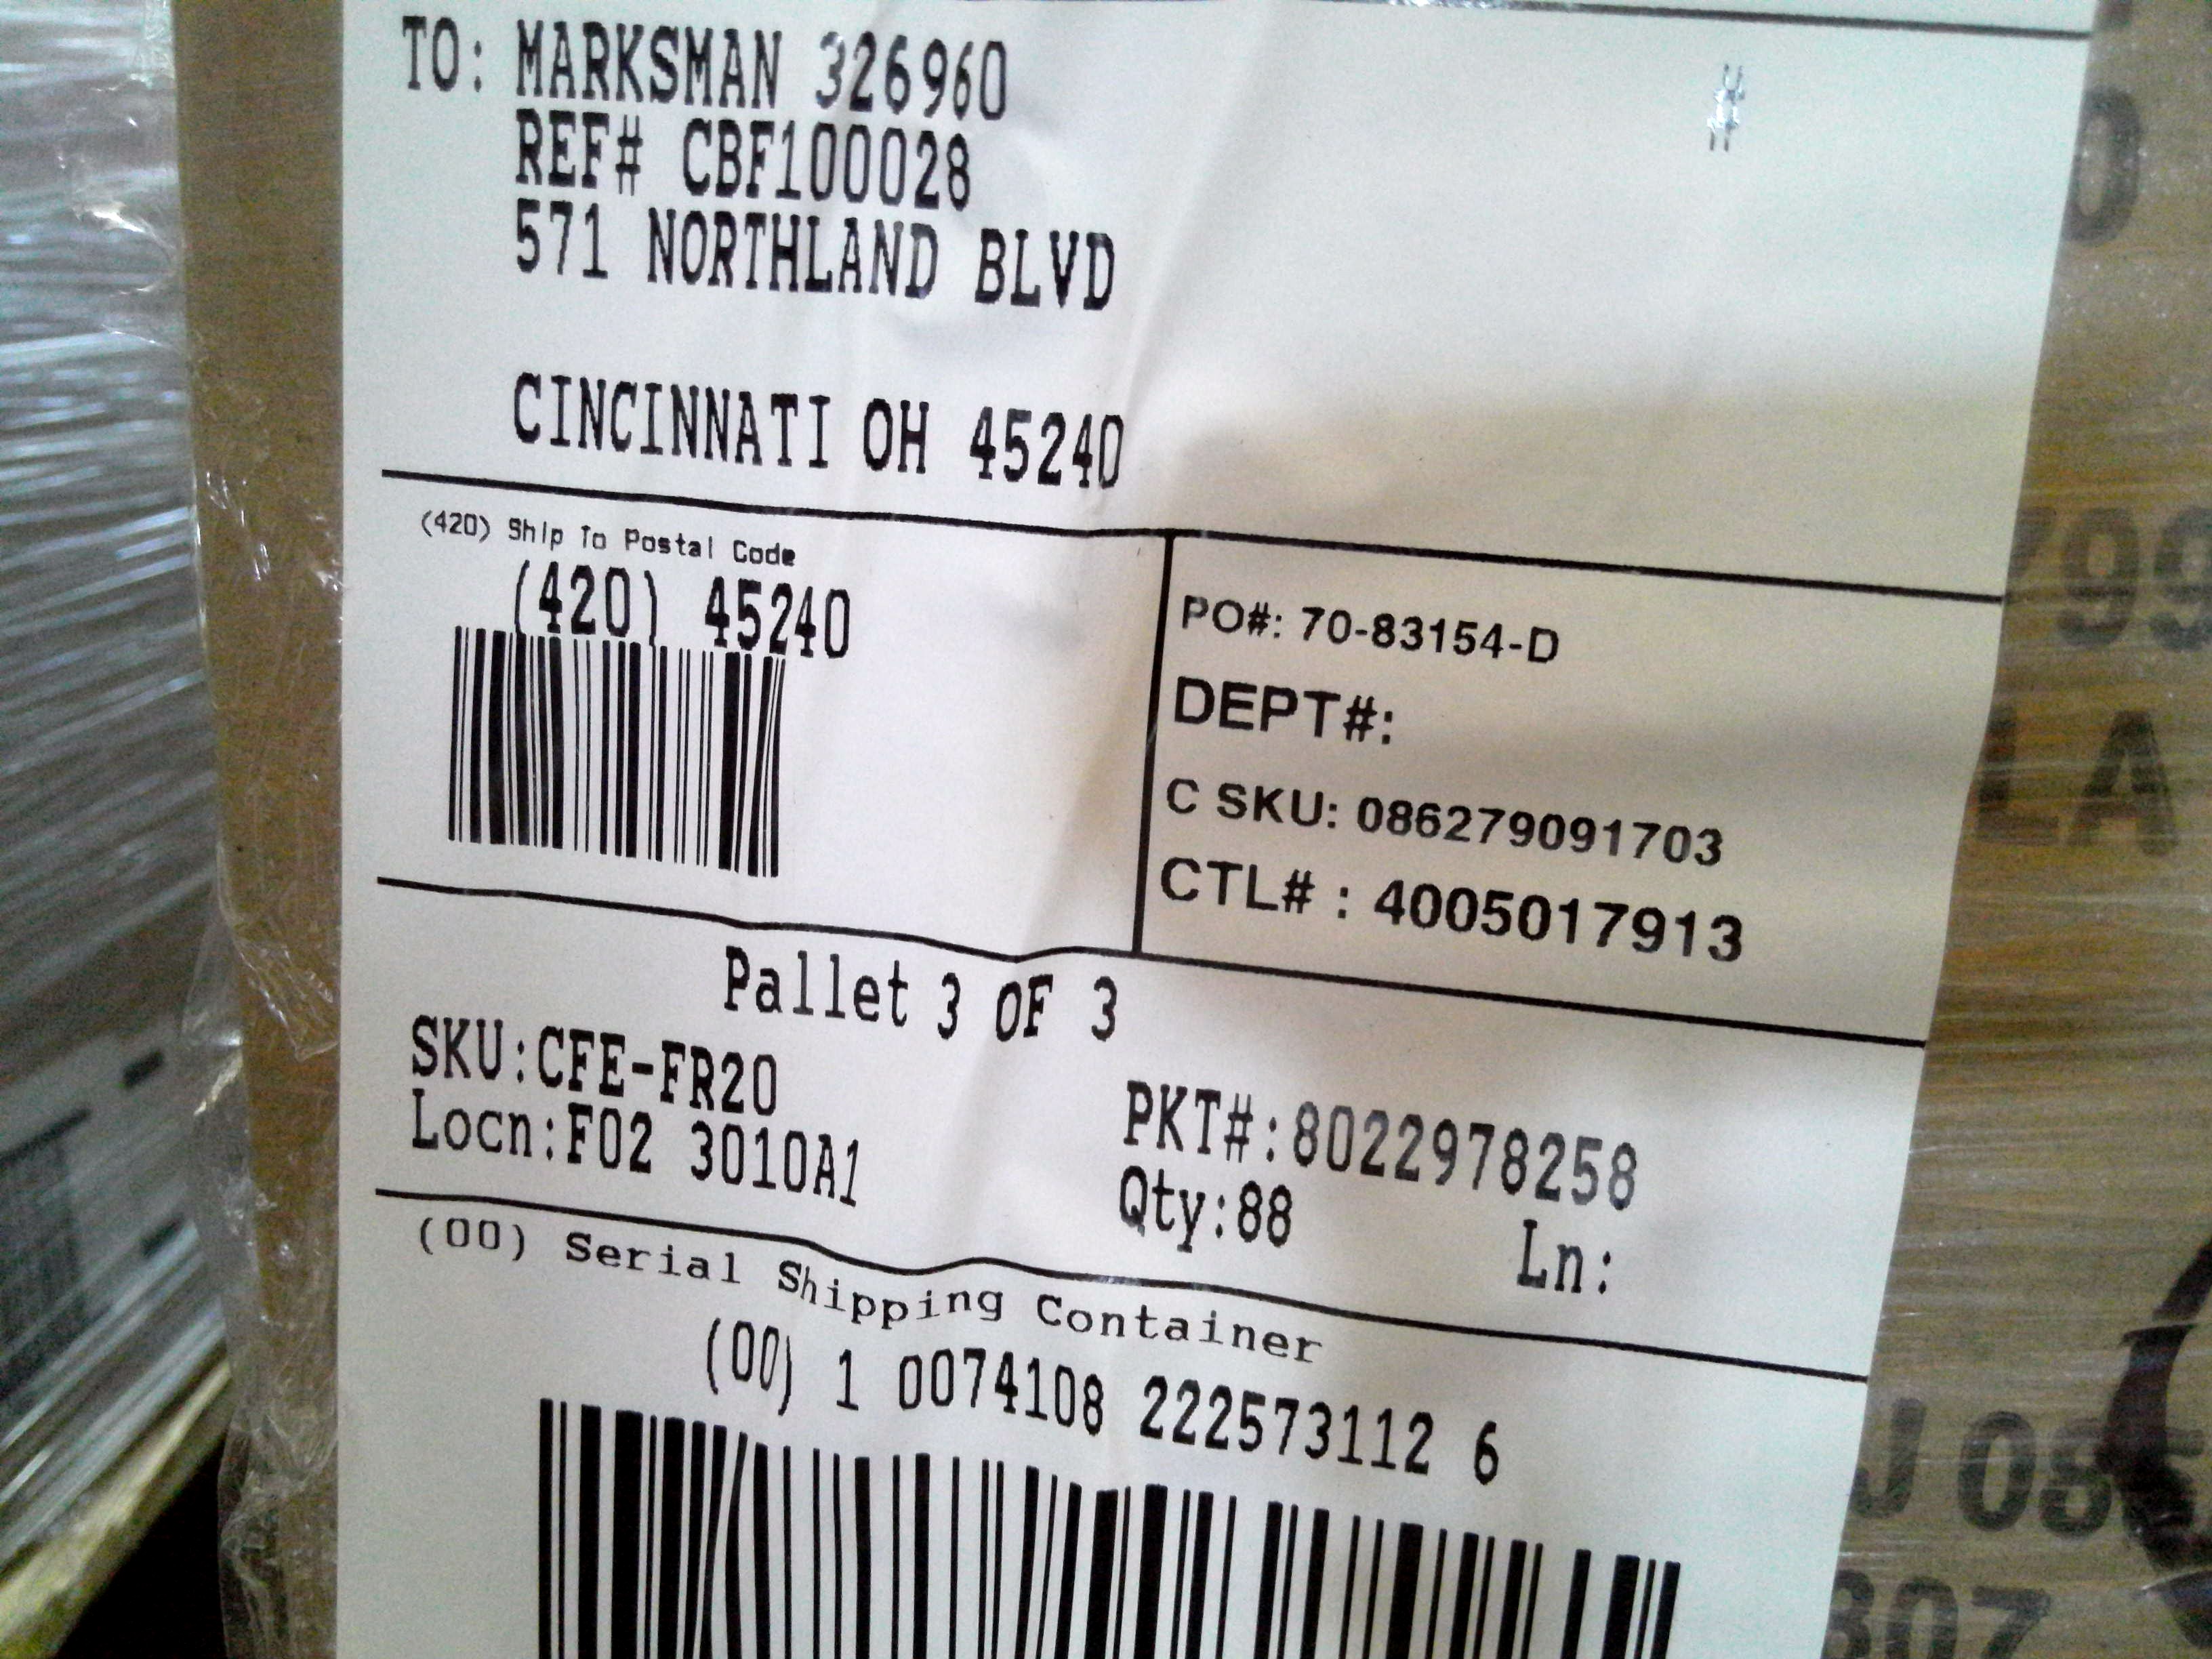 TO: MARKSMAN 326960
#
REF# CBF100028
571 NORTHLAND BLVD
CINCINNATI OH 45240
(420) Ship To Postal Code
(420) 45240
PO#: 70-83154-D
DEPT#:
C SKU: 086279091703
CTL# : 4005017913
Pallet 3 OF 3
SKU:CFE-FR20
PKT#:8022978258
Locn:F02 3010A1
Qty:88
Ln:
(00) Serial Shipping Container
(00) 1 0074108 222573112 6